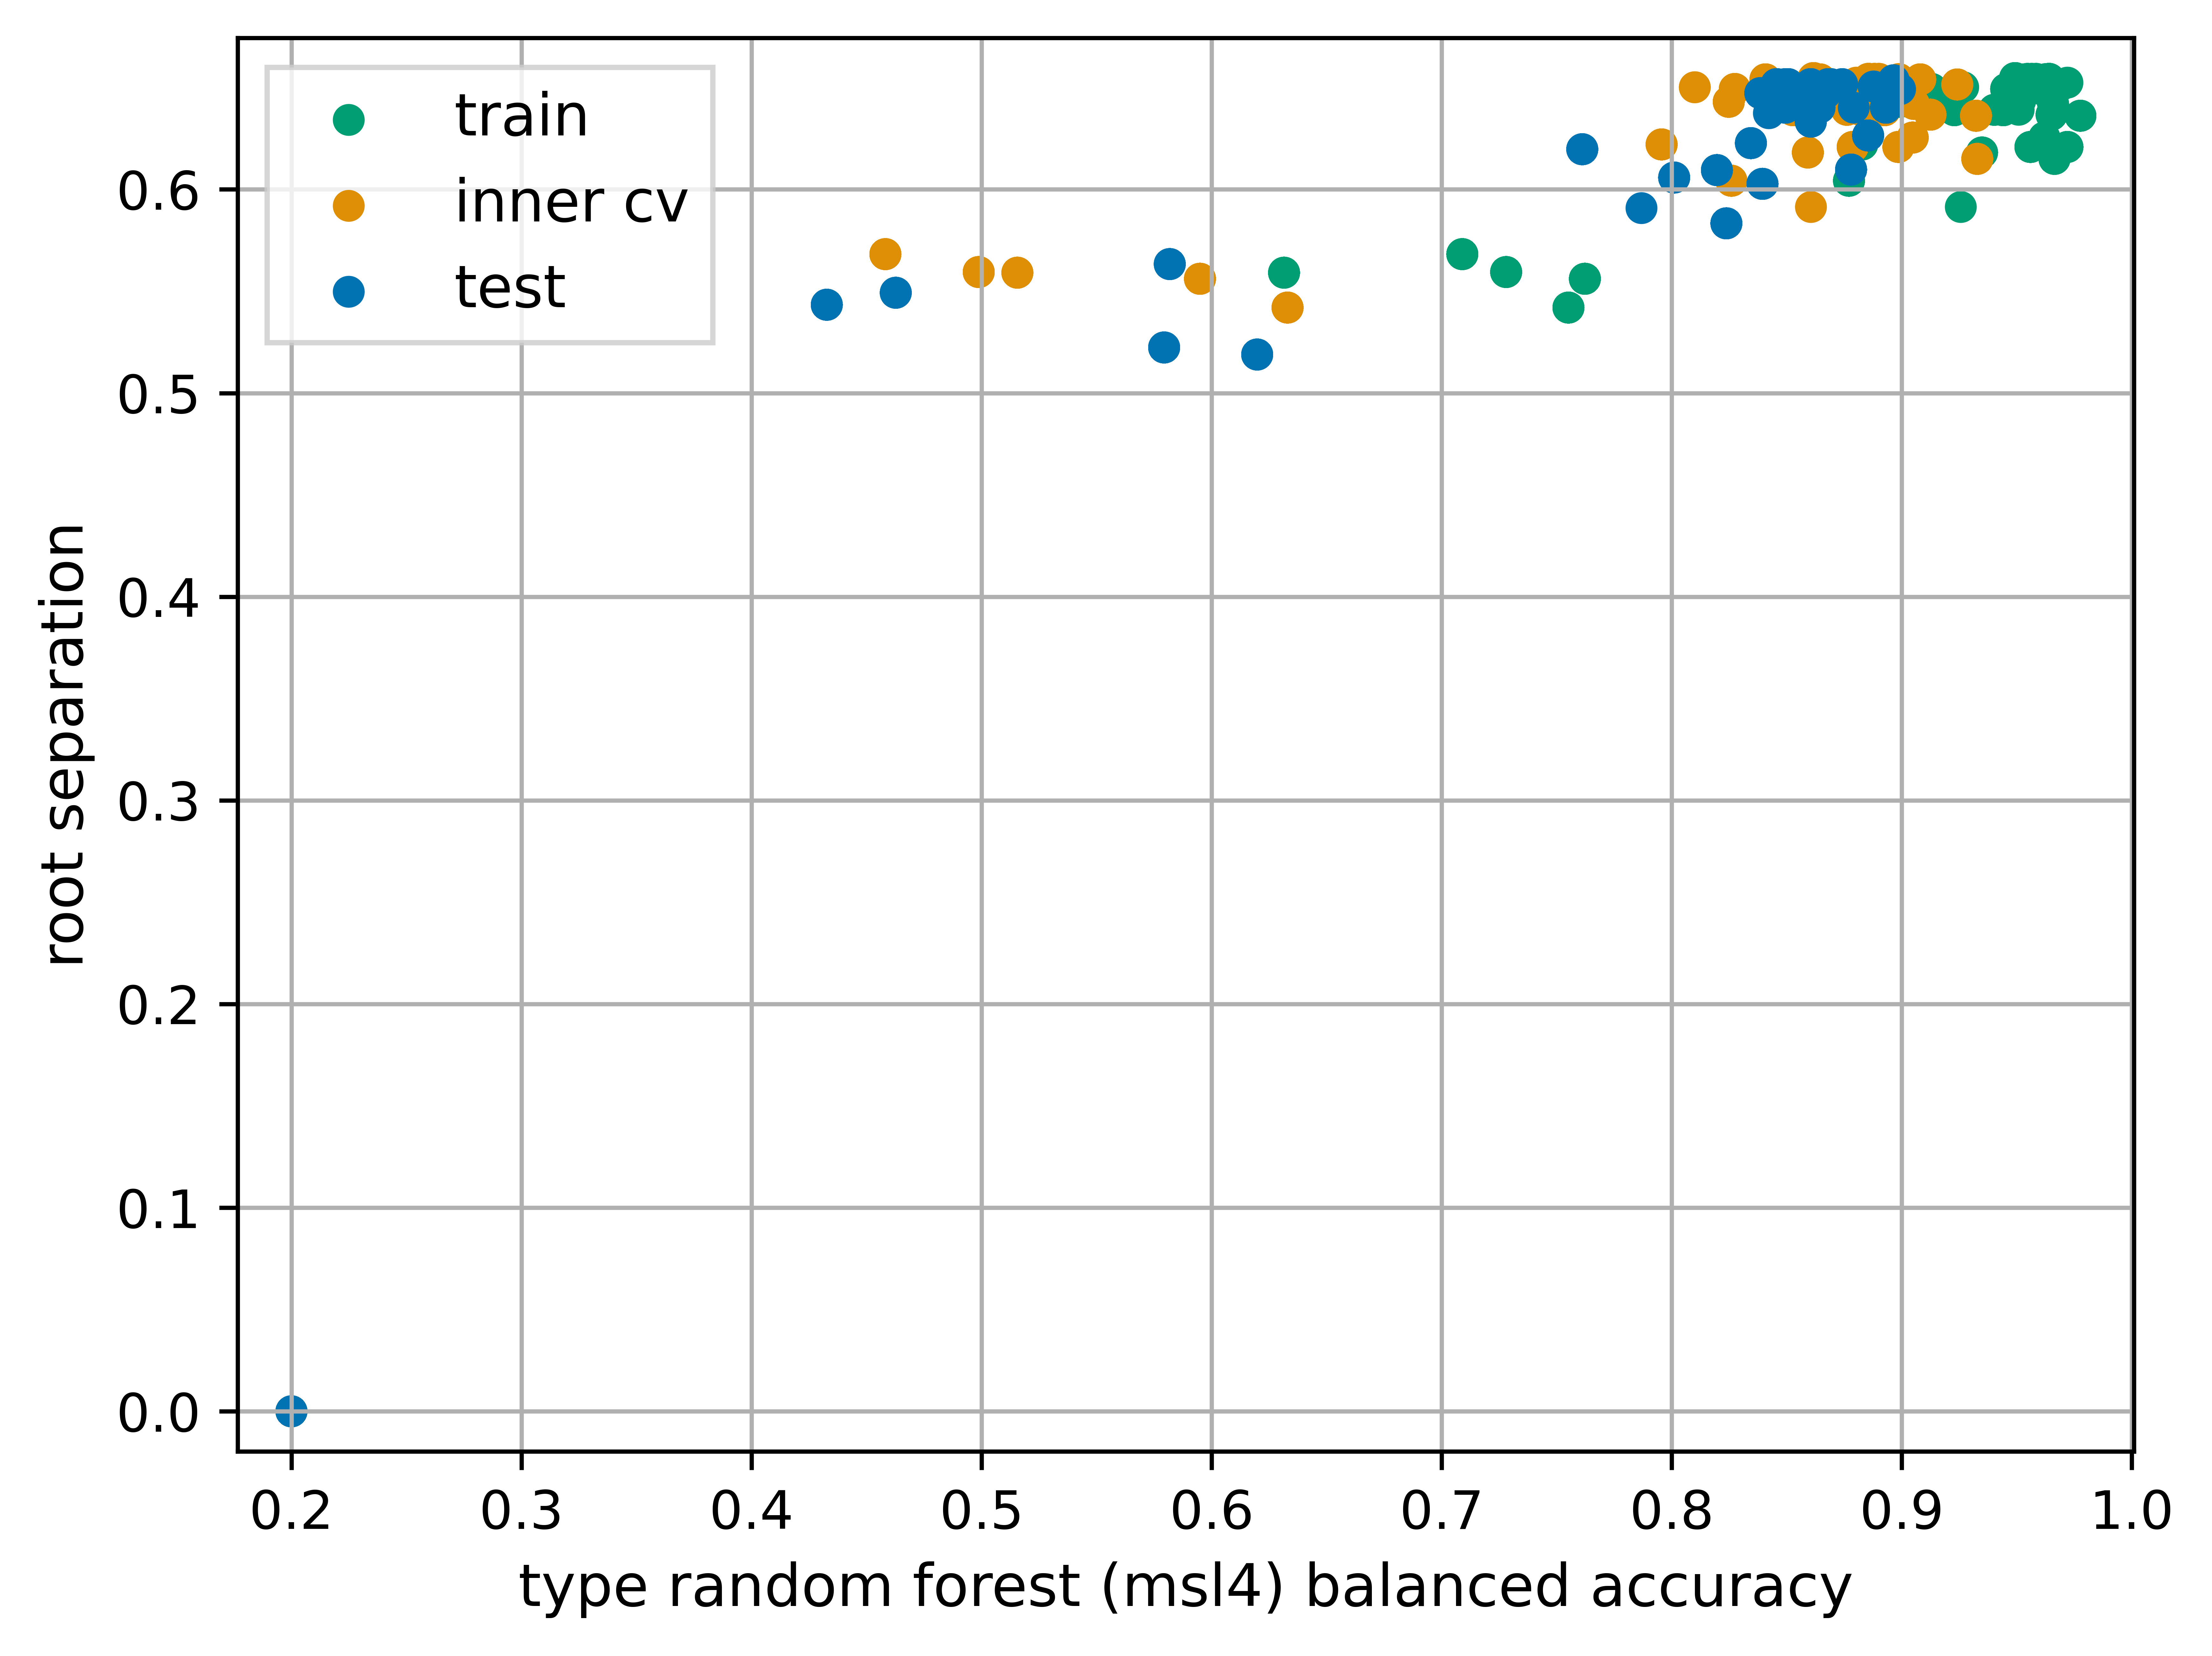 train
inner cv
test
root separation
0.6
0.5
0.4
0.3
0.2
0.1
0.0
0.2 0.3 0.4 0.5 0.6 0.7 0.8 0.9 1.0
type random forest (msl4) balanced accuracy